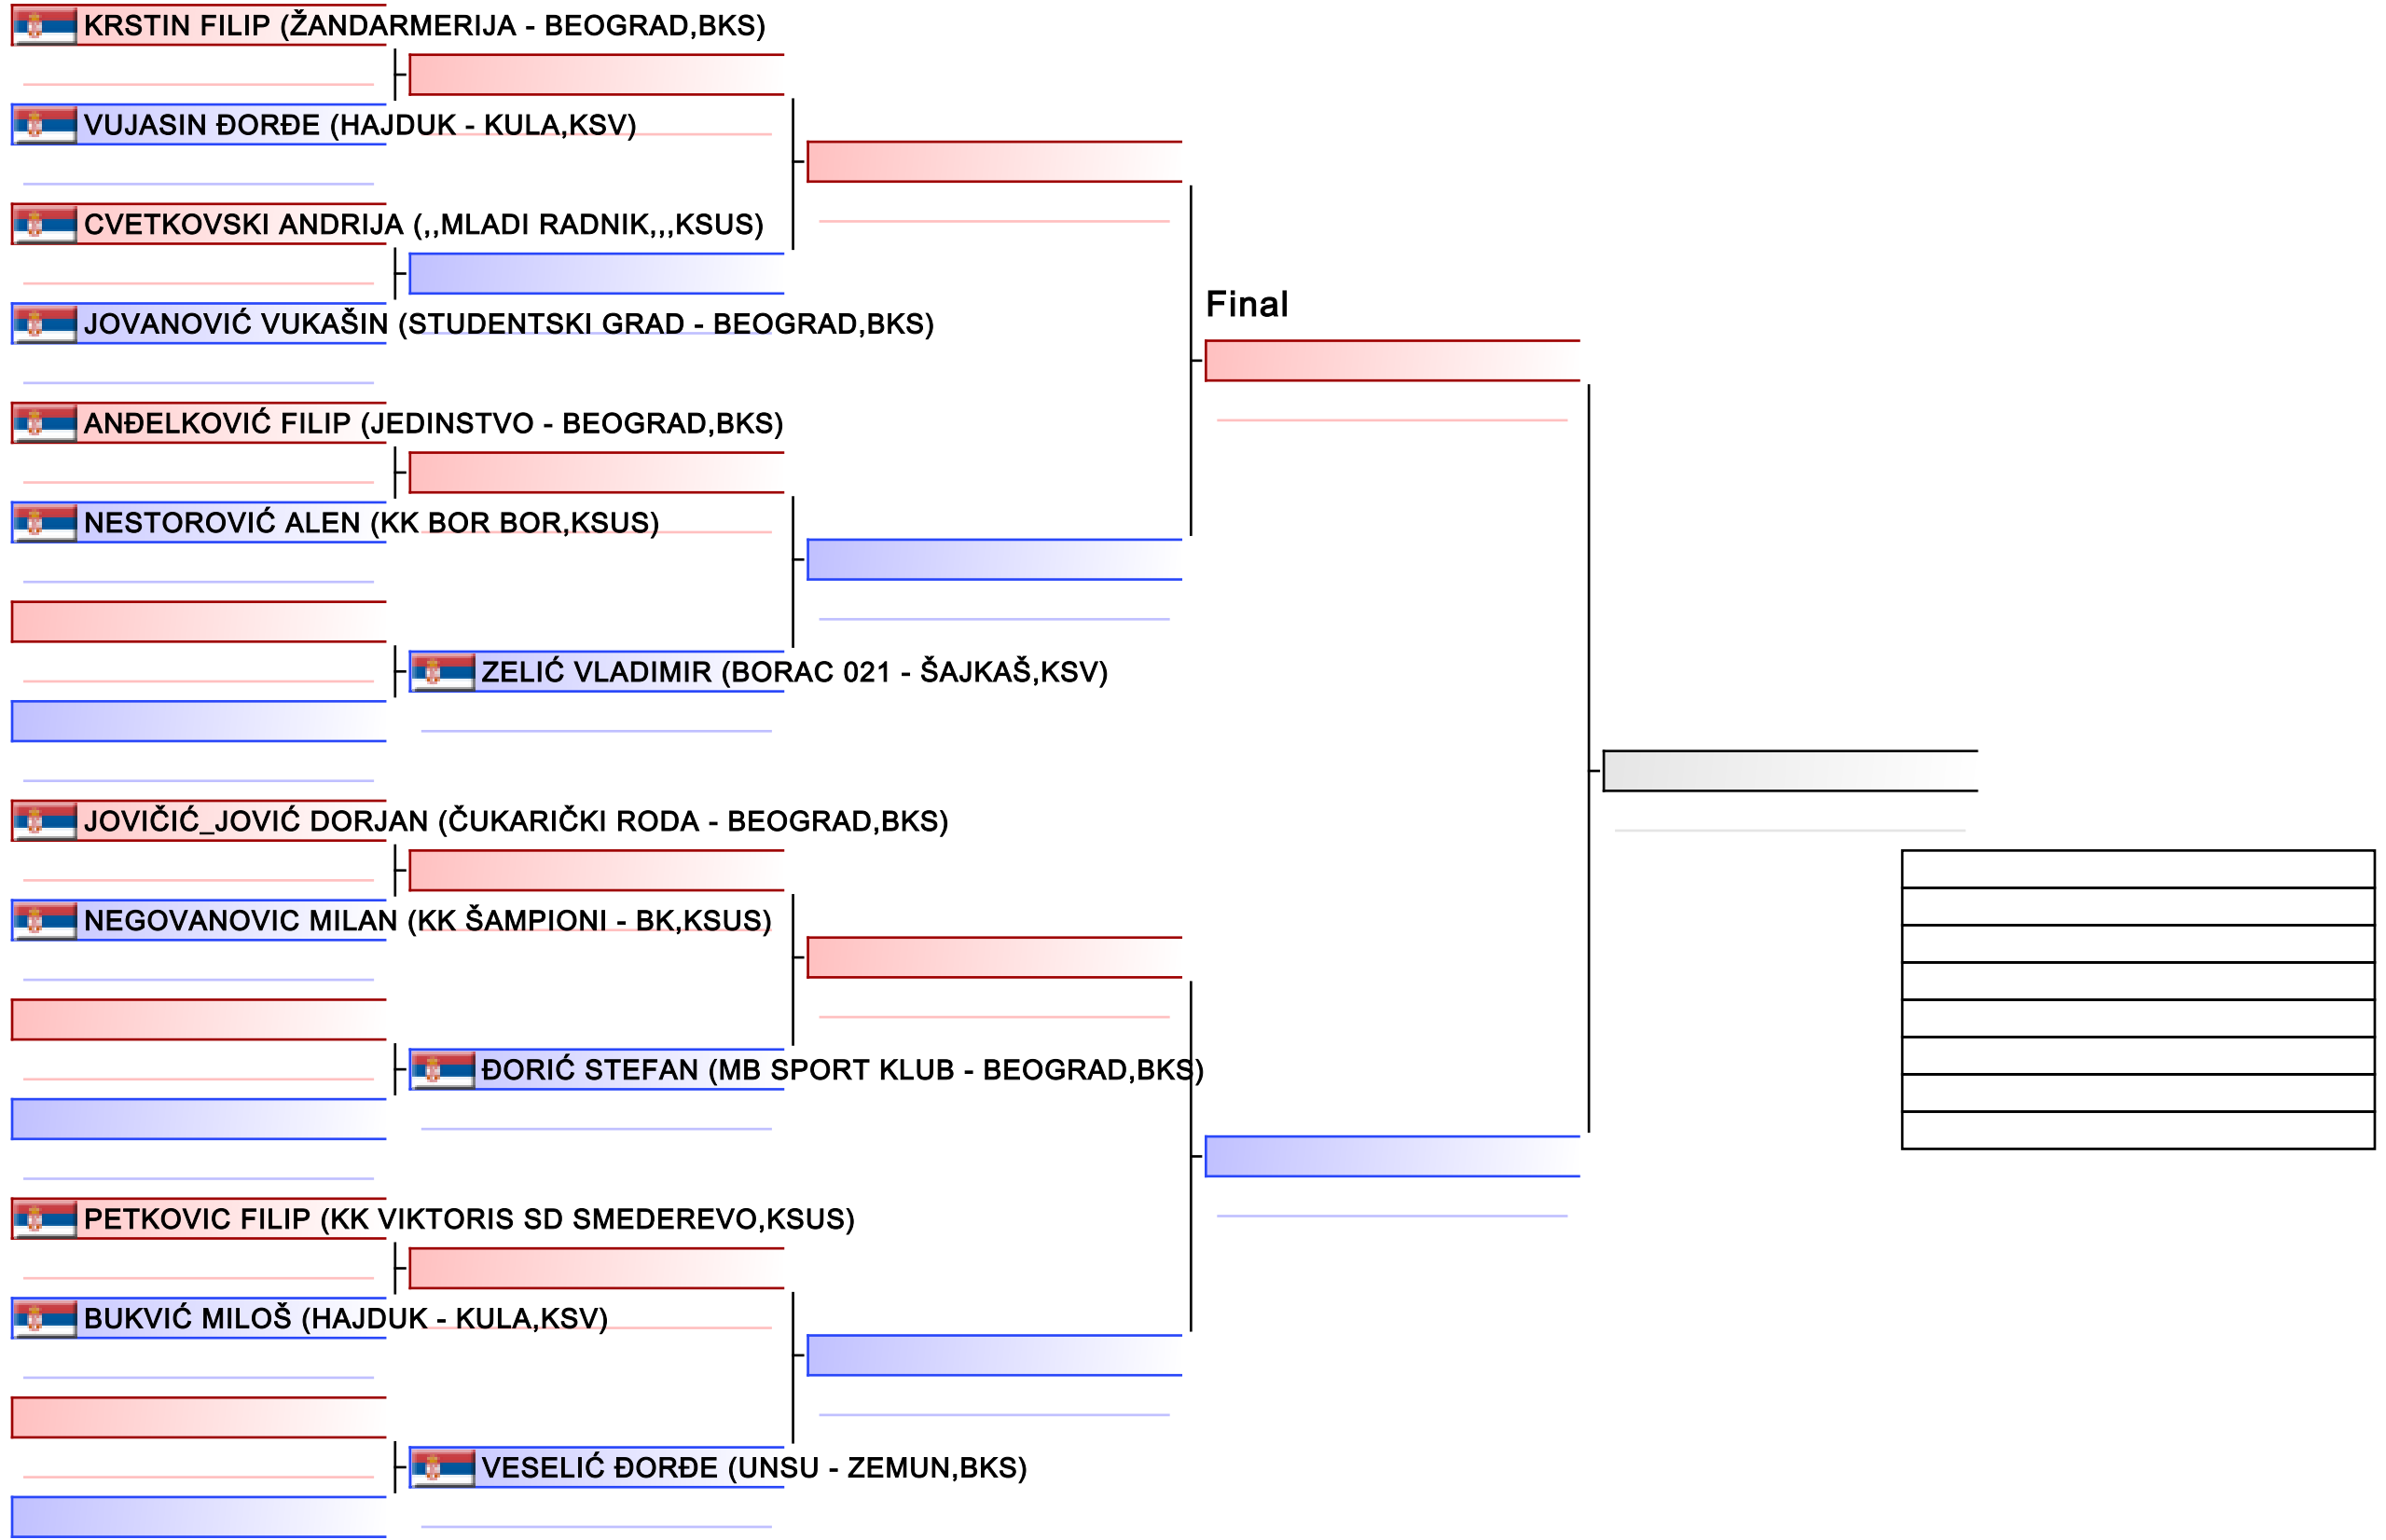 KRSTIN FILIP (ŽANDARMERIJA - BEOGRAD,BKS)
VUJASIN ĐORĐE (HAJDUK - KULA,KSV)
CVETKOVSKI ANDRIJA (,,MLADI RADNIK,,,KSUS)
JOVANOVIĆ VUKAŠIN (STUDENTSKI GRAD - BEOGRAD,BKS)
Final
ANĐELKOVIĆ FILIP (JEDINSTVO - BEOGRAD,BKS)
NESTOROVIĆ ALEN (KK BOR BOR,KSUS)
ZELIĆ VLADIMIR (BORAC 021 - ŠAJKAŠ,KSV)
JOVIČIĆ_JOVIĆ DORJAN (ČUKARIČKI RODA - BEOGRAD,BKS)
NEGOVANOVIC MILAN (KK ŠAMPIONI - BK,KSUS)
ĐORIĆ STEFAN (MB SPORT KLUB - BEOGRAD,BKS)
PETKOVIC FILIP (KK VIKTORIS SD SMEDEREVO,KSUS)
BUKVIĆ MILOŠ (HAJDUK - KULA,KSV)
VESELIĆ ĐORĐE (UNSU - ZEMUN,BKS)